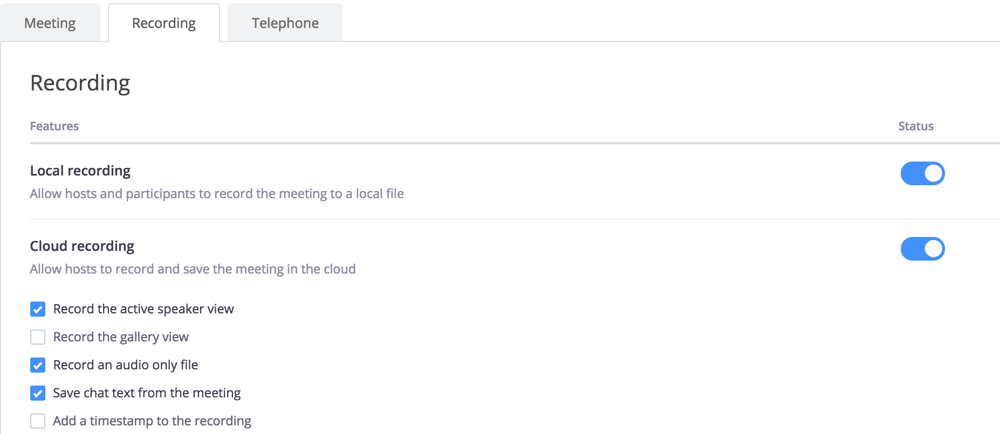 Meeting
Recording
Telephone
Recording
Features
Status
Local recording
Allow hosts and participants to record the meeting to a local file
Cloud recording
Allow hosts to record and save the meeting in the cloud
Record the active speaker view
Record the gallery view
Record an audio only file
Save chat text from the meeting
Add a timestamp to the recording